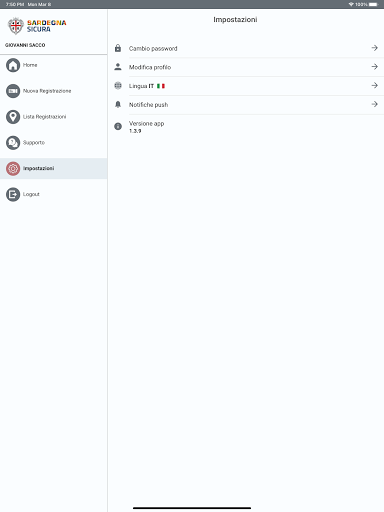 7:50 PM Mon Mar 8
100%
SARDEGNA
SICURA
GIOVANNI SACCO
Home
Nuova Registrazione
Lista Registrazioni
Supporto
Impostazioni
Logout
Impostazioni
Cambio password
Modifica profilo
Lingua IT
Notifiche push
Versione app
1.3.9